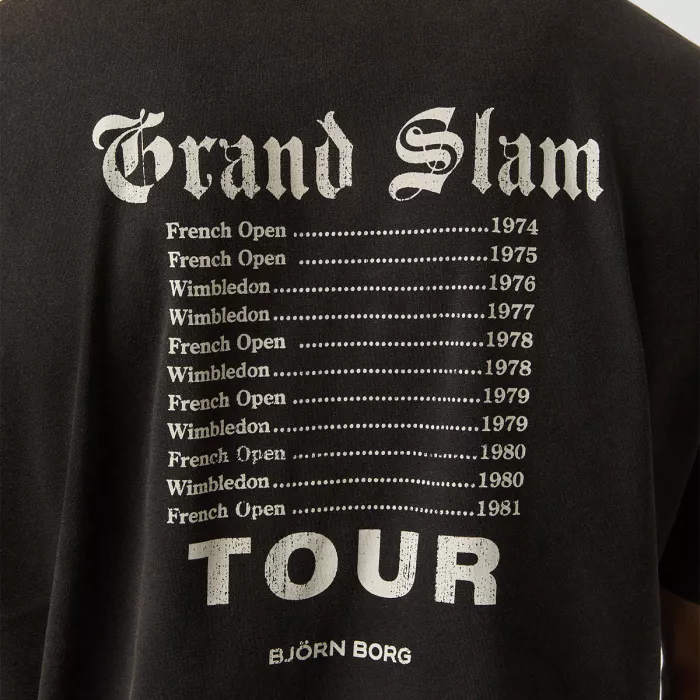 Grand Slam
French Open ..............................1974
French Open ..............................1975
Wimbledon..................................1976
Wimbledon..................................1977
French Open ..............................1978
Wimbledon..................................1978
French Open ..............................1979
Wimbledon..................................1979
French Open ..............................1980
Wimbledon..................................1980
French Open ..............................1981
TOUR
BJÖRN BORG